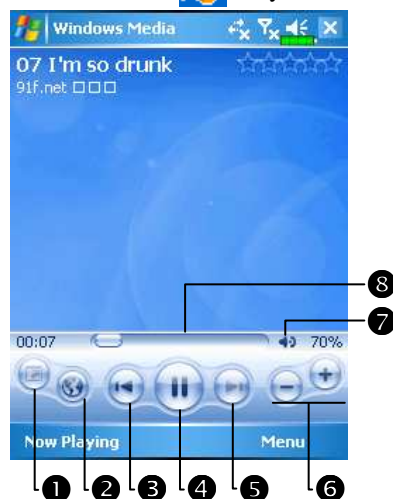 Windows Media
07 I'm so drunk
91f.net □□□
8
7
00:07 70%
Now Playing Menu
1 2 3 4 5 6